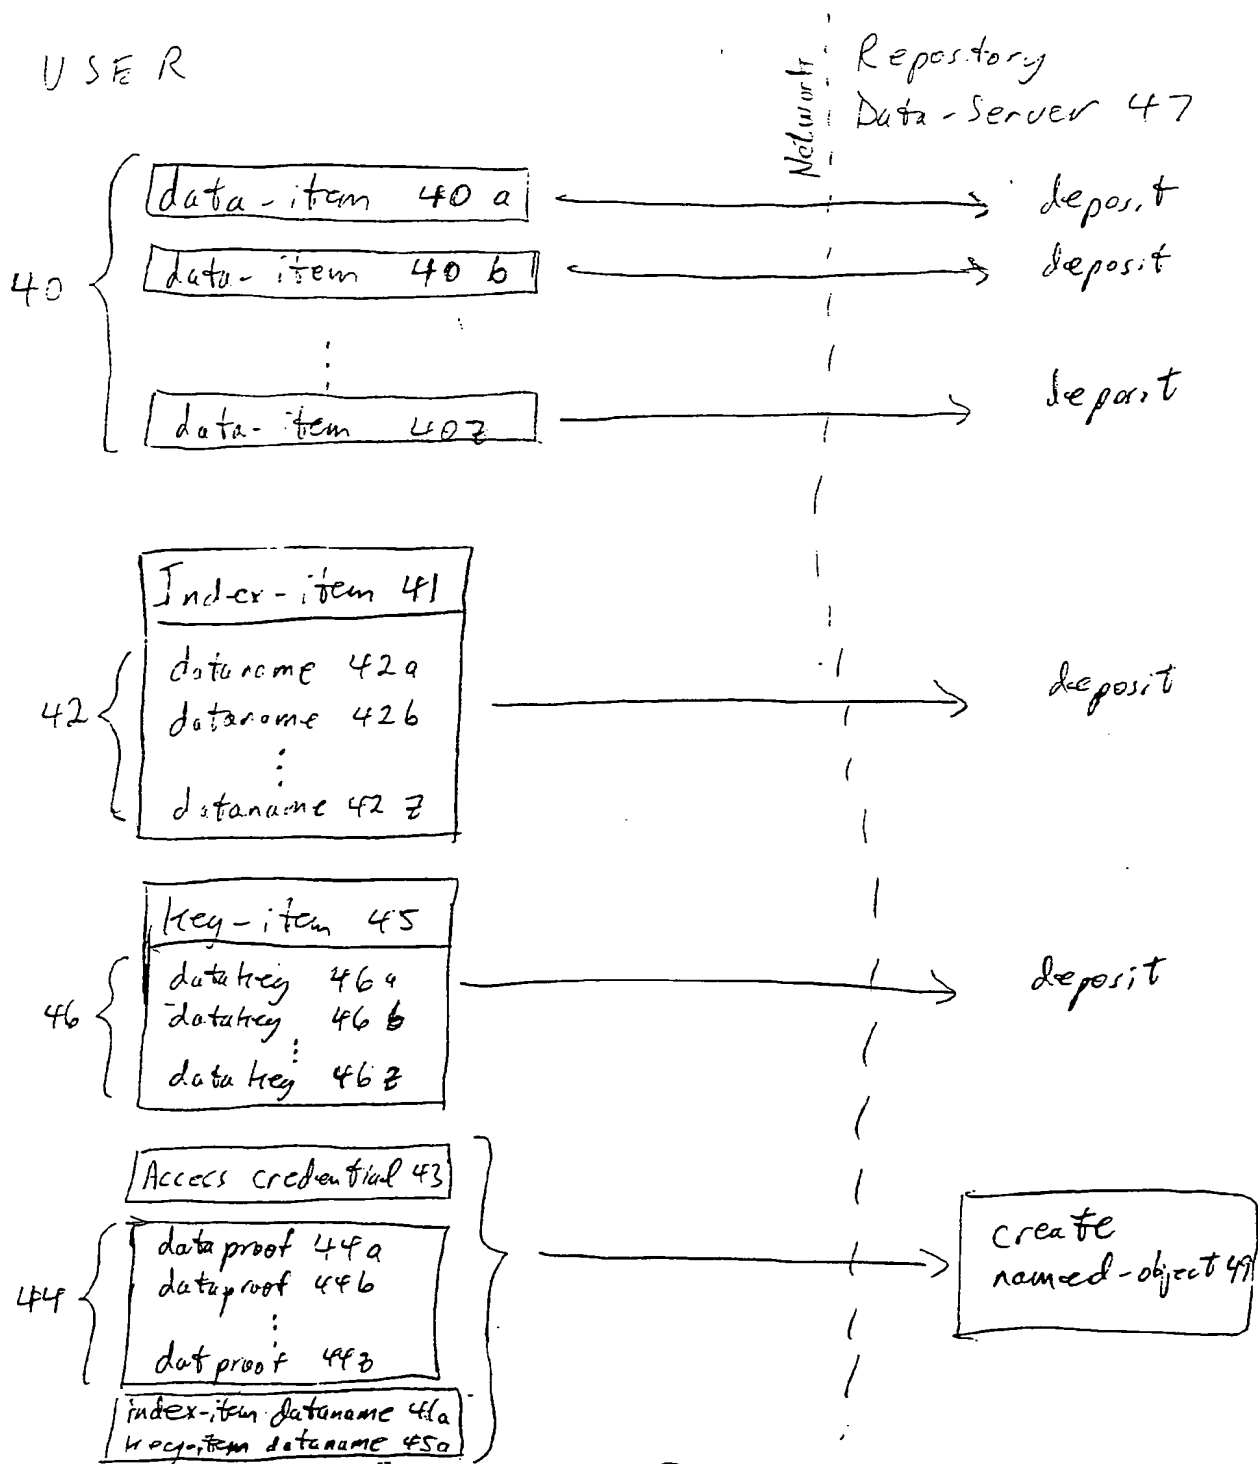 USER
Network
Repository
Data-Server 47
data-item 40 a
deposit
40
data-item 40 b
deposit
data-item 40z
deposit
Index-item 41
42
dataname 42a
dataname 42b
dataname 42 z
deposit
Key-item 45
46
datakey 46a
datakey 46 b
datakey 46z
deposit
Access credential 43
44
dataproof 44a
dataproof 44b
datproof 44z
create
named-object 49
index-item dataname 41a
key-item dataname 45a